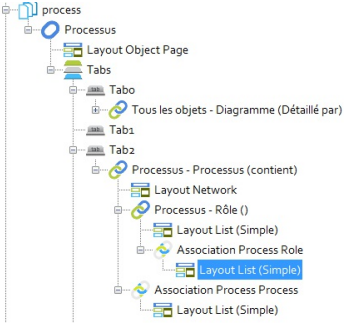 process
Processus
Layout Object Page
Tabs
Tab0
Tous les objets - Diagramme (Détaillé par)
Tab1
Tab2
Processus - Processus (contient)
Layout Network
Processus - Rôle ()
Layout List (Simple)
Association Process Role
Layout List (Simple)
Association Process Process
Layout List (Simple)